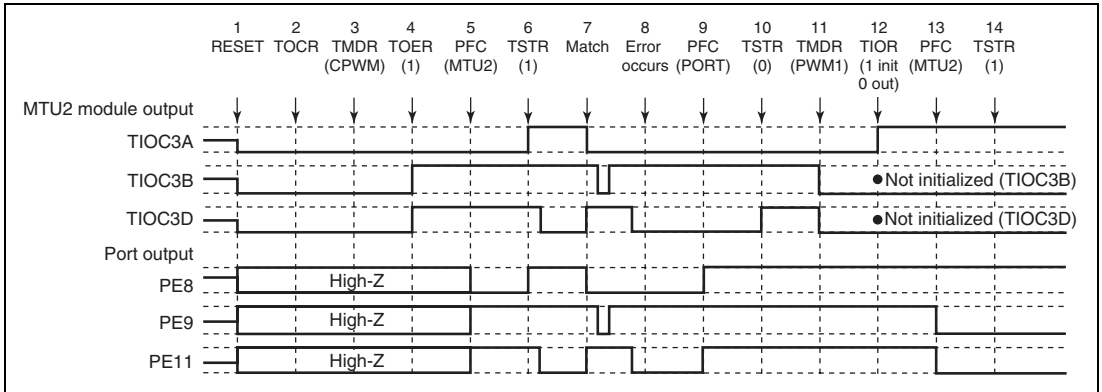 1 2 3 4 5 6 7 8 9 10 11 12 13 14
RESET TOCR TMDR TOER PFC TSTR Match Error PFC TSTR TMDR TIOR PFC TSTR
(CPWM) (1) (MTU2) (1) occurs (PORT) (0) (PWM1) (1 init (MTU2) (1)
0 out)
MTU2 module output
TIOC3A
TIOC3B
●Not initialized (TIOC3B)
TIOC3D
●Not initialized (TIOC3D)
Port output
PE8
High-Z
PE9
High-Z
PE11
High-Z